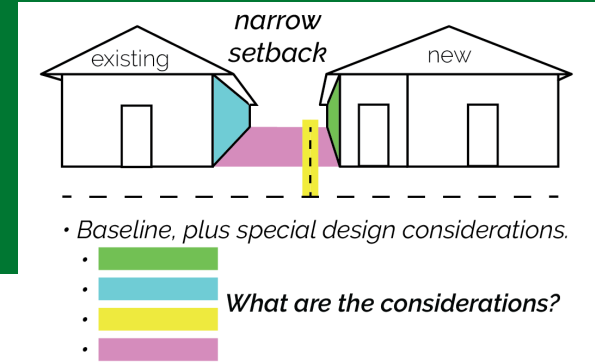 narrow
setback
existing
new
• Baseline, plus special design considerations.
•
•
What are the considerations?
•
•